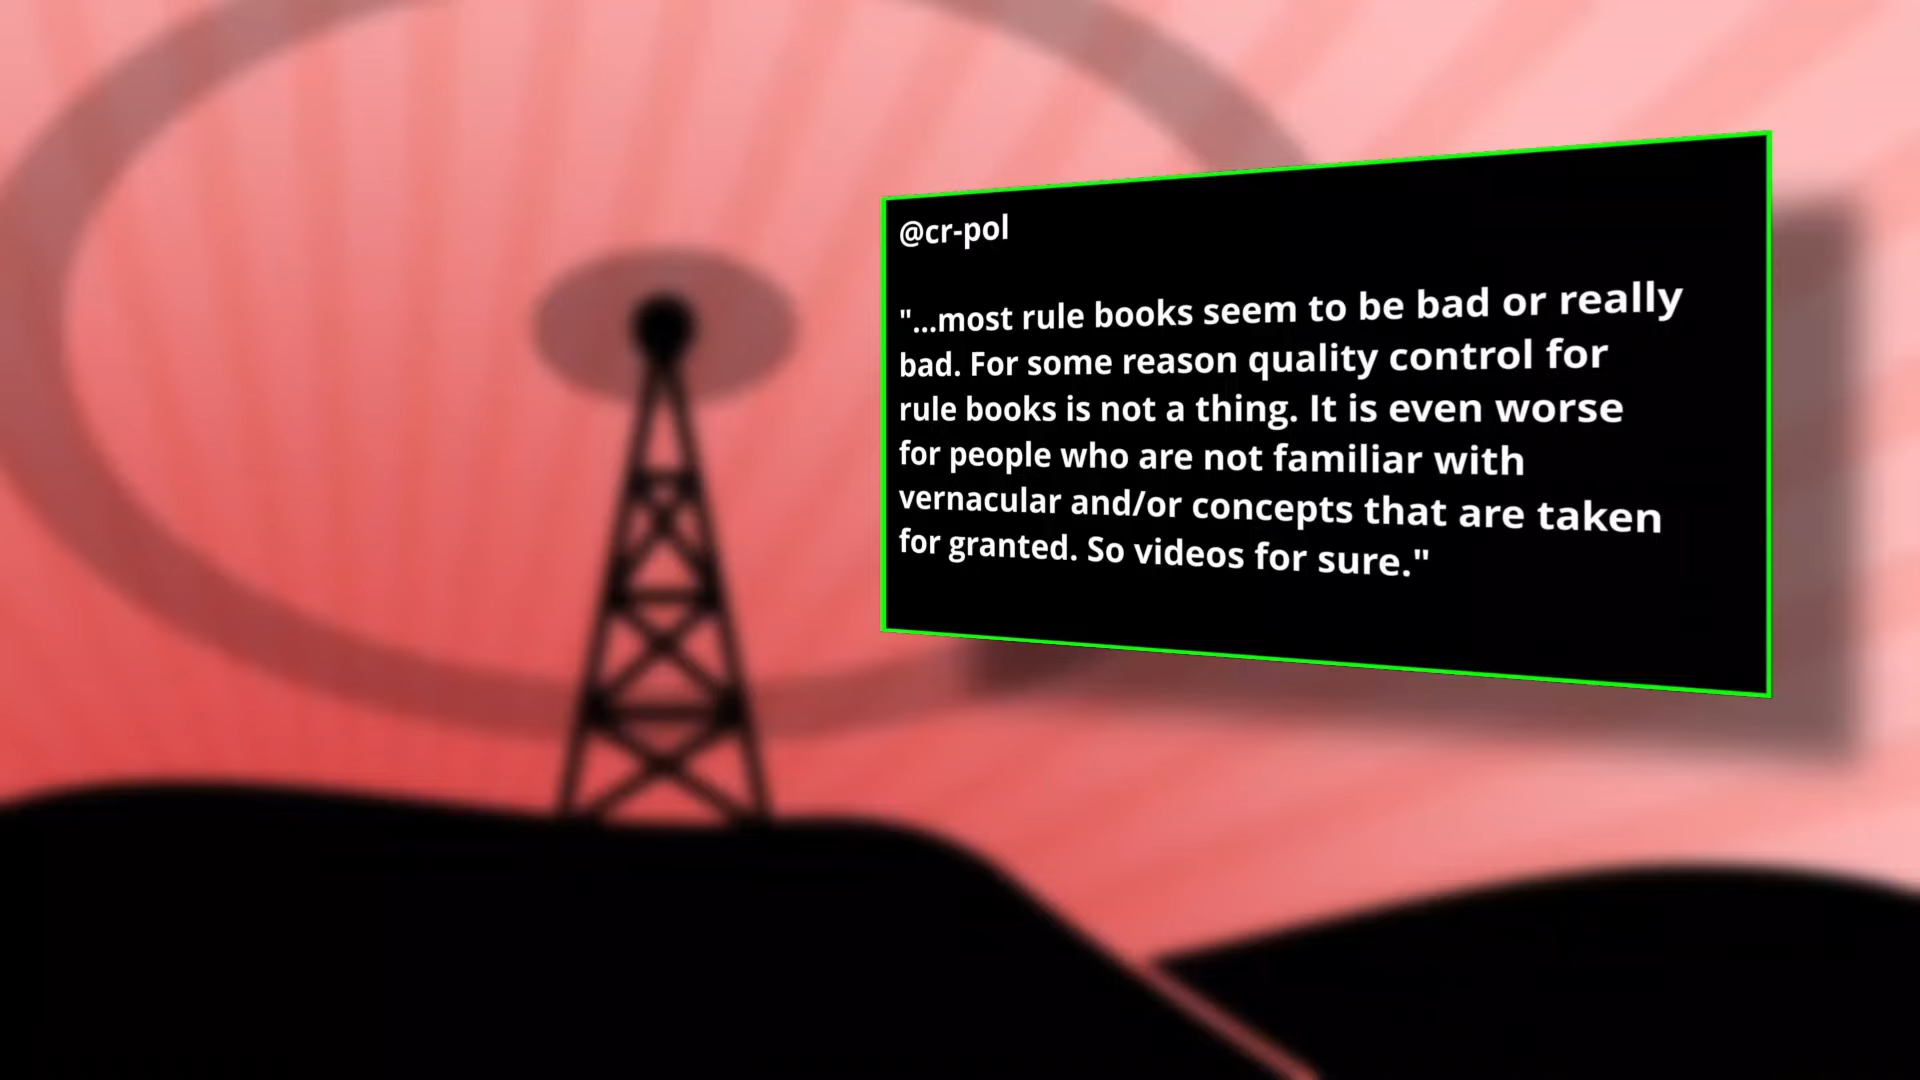 @cr-pol
"...most rule books seem to be bad or really
bad. For some reason quality control for
rule books is not a thing. It is even worse
for people who are not familiar with
vernacular and/or concepts that are taken
for granted. So videos for sure."